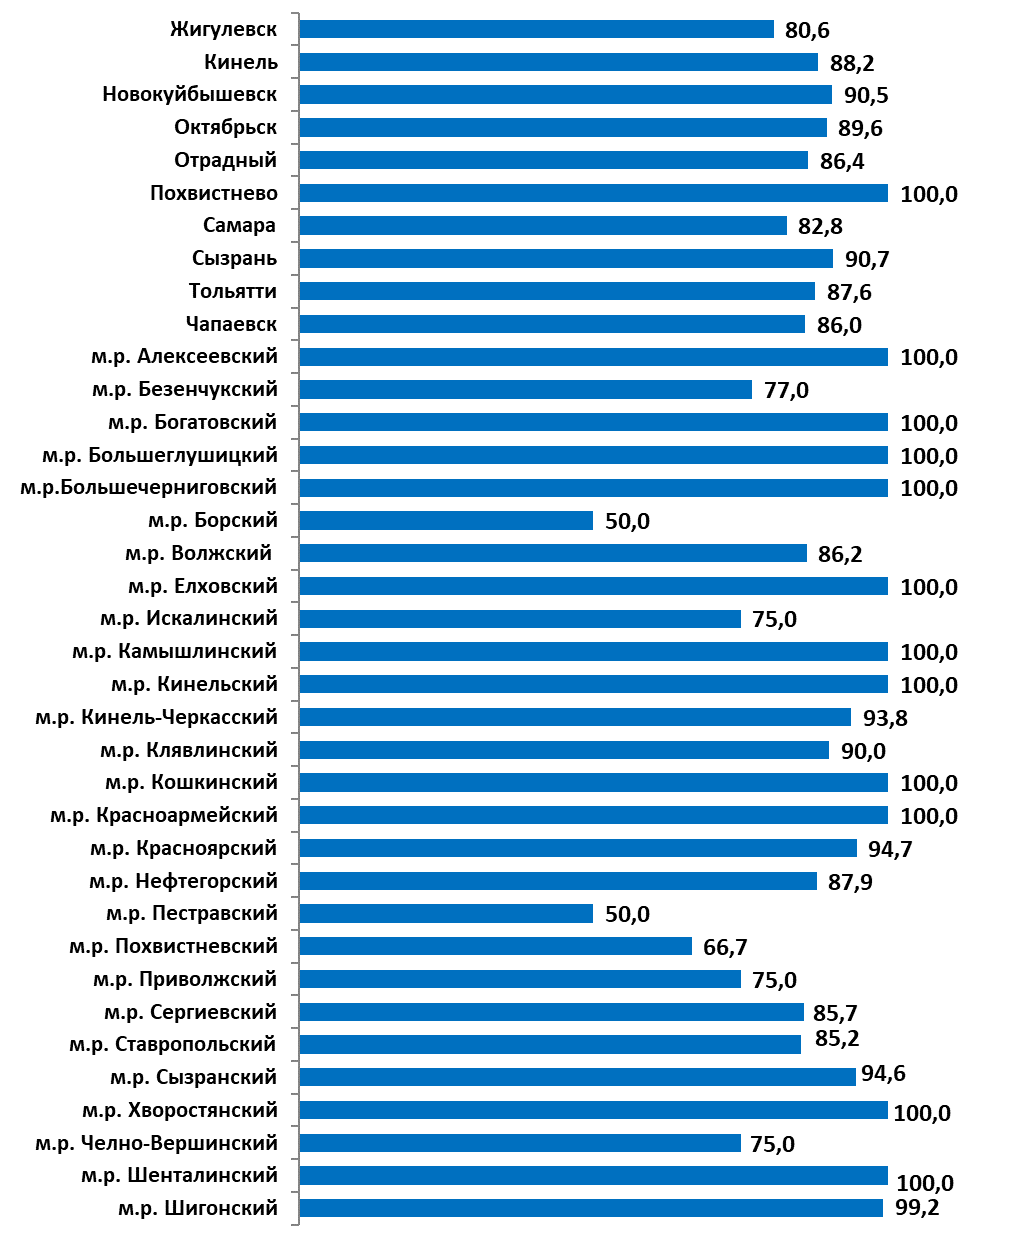 Жигулевск 80,6
Кинель 88,2
Новокуйбышевск 90,5
Октябрьск 89,6
Отрадный 86,4
Похвистнево 100,0
Самара 82,8
Сызрань 90,7
Тольятти 87,6
Чапаевск 86,0
м.р. Алексеевский 100,0
м.р. Безенчукский 77,0
м.р. Богатовский 100,0
м.р. Большеглушицкий 100,0
м.р.Большечерниговский 100,0
м.р. Борский 50,0
м.р. Волжский 86,2
м.р. Елховский 100,0
м.р. Искалинский 75,0
м.р. Камышлинский 100,0
м.р. Кинельский 100,0
м.р. Кинель-Черкасский 93,8
м.р. Клявлинский 90,0
м.р. Кошкинский 100,0
м.р. Красноармейский 100,0
м.р. Красноярский 94,7
м.р. Нефтегорский 87,9
м.р. Пестравский 50,0
м.р. Похвистневский 66,7
м.р. Приволжский 75,0
м.р. Сергиевский 85,7
м.р. Ставропольский 85,2
м.р. Сызранский 94,6
м.р. Хворостянский 100,0
м.р. Челно-Вершинский 75,0
м.р. Шенталинский 100,0
м.р. Шигонский 99,2